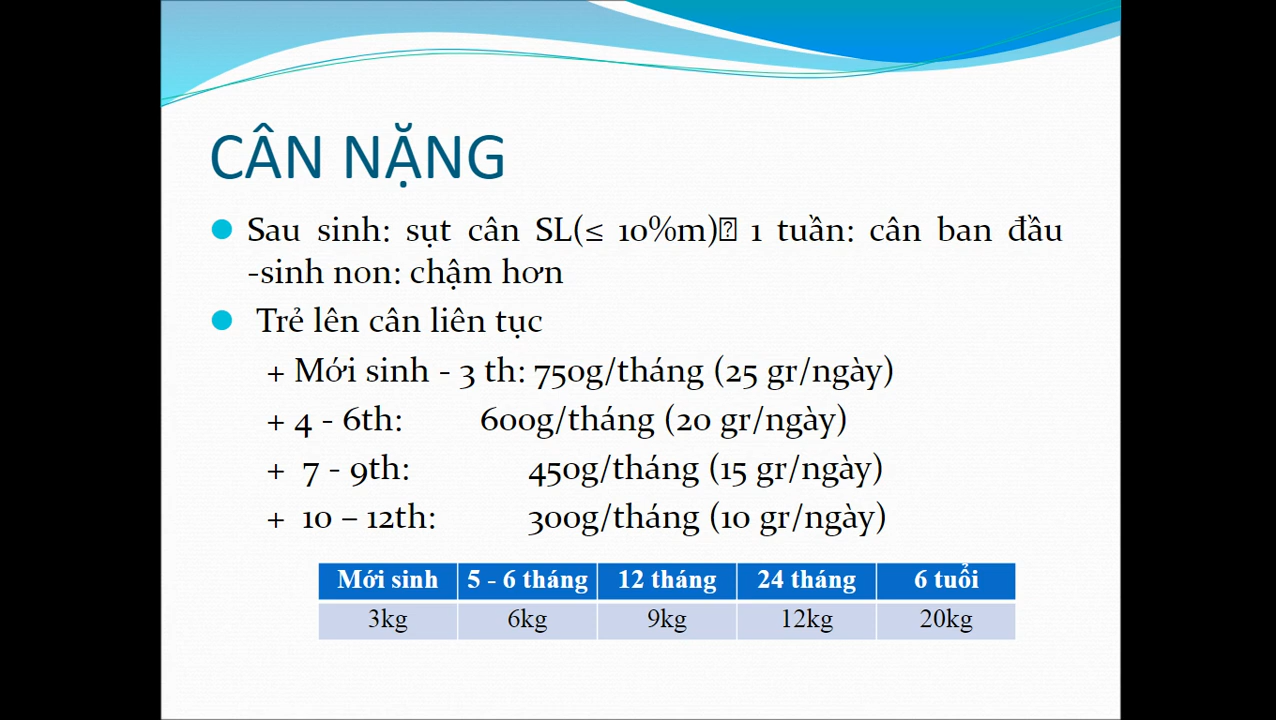 CÂN NẶNG
Sau sinh: sụt cân SL(≤ 10%m) 1 tuần: cân ban đầu
-sinh non: chậm hơn
Trẻ lên cân liên tục
+ Mới sinh - 3 th: 750g/tháng (25 gr/ngày)
+ 4 - 6th: 600g/tháng (20 gr/ngày)
+ 7 - 9th: 450g/tháng (15 gr/ngày)
+ 10 – 12th: 300g/tháng (10 gr/ngày)
Mới sinh 5 - 6 tháng 12 tháng 24 tháng 6 tuổi
3kg 6kg 9kg 12kg 20kg